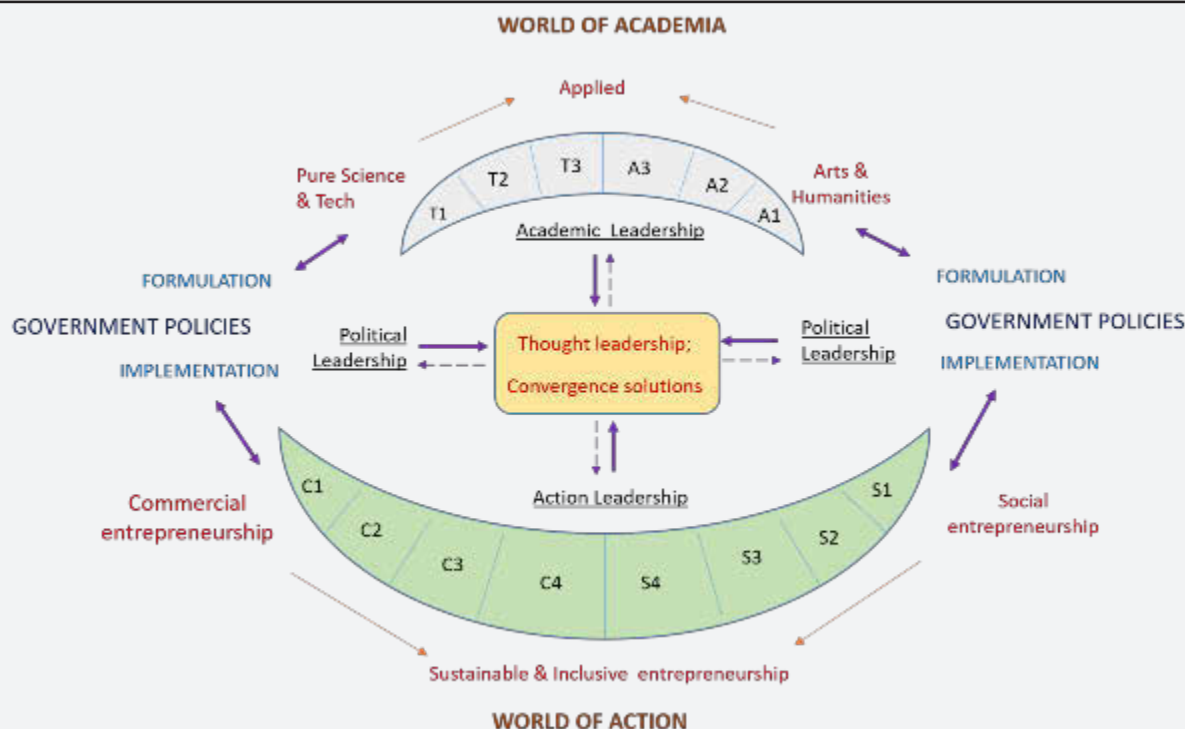 WORLD OF ACADEMIA
Applied
Pure Science
& Tech
T1
T2
T3
A3
A2
A1
Arts &
Humanities
Academic Leadership
FORMULATION
GOVERNMENT POLICIES
IMPLEMENTATION
Political
Leadership
Thought leadership;
Convergence solutions
Political
Leadership
FORMULATION
GOVERNMENT POLICIES
IMPLEMENTATION
Action Leadership
Commercial
entrepreneurship
C1
C2
C3
C4
S4
S3
S2
S1
Social
entrepreneurship
Sustainable & Inclusive entrepreneurship
WORLD OF ACTION